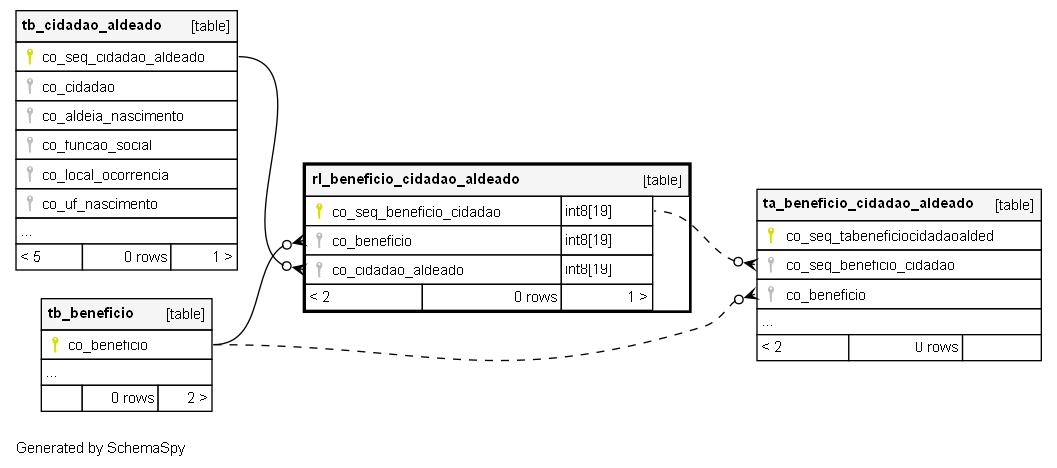 tb_cidadao_aldeado [table]
co_seq_cidadao_aldeado
co_cidadao
co_aldeia_nascimento
co_funcao_social
co_local_ocorrencia
co_uf_nascimento
...
< 5 0 rows 1 >
rl_beneficio_cidadao_aldeado [table]
co_seq_beneficio_cidadao int8[19]
co_beneficio int8[19]
co_cidadao_aldeado int8[19]
< 2 0 rows 1 >
ta_beneficio_cidadao_aldeado [table]
co_seq_tabeneficiocidadaoalded
co_seq_beneficio_cidadao
co_beneficio
...
< 2 0 rows
tb_beneficio [table]
co_beneficio
...
0 rows 2 >
Generated by SchemaSpy